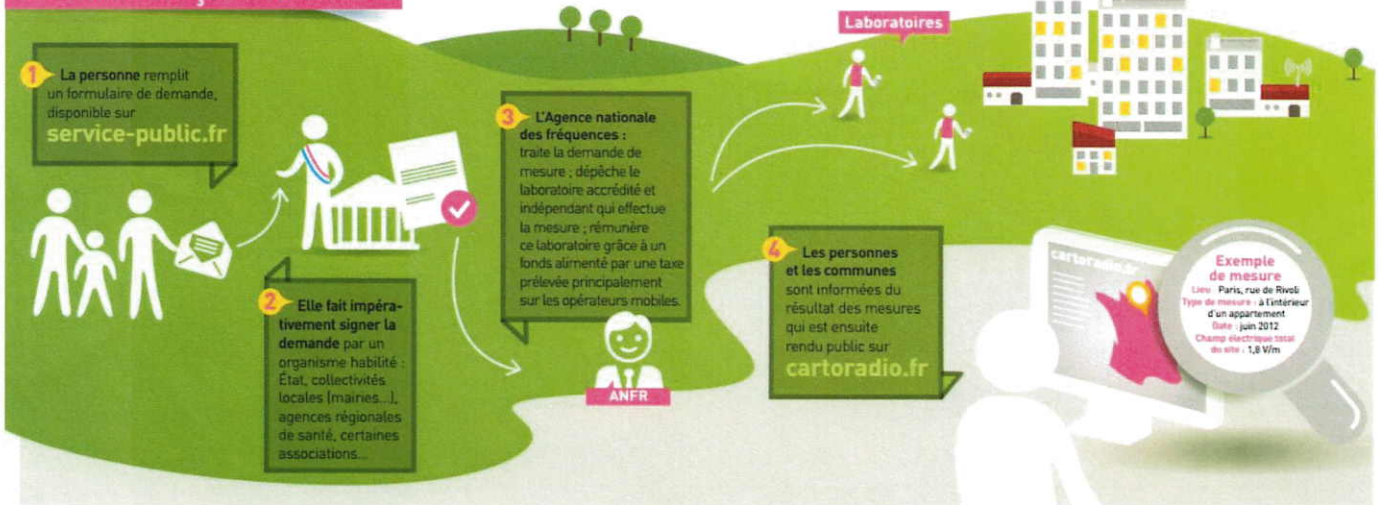 1 La personne remplit
un formulaire de demande,
disponible sur
service-public.fr
2 Elle fait impéra-
tivement signer la
demande par un
organisme habilité :
État, collectivités
locales (mairies...),
agences régionales
de santé, certaines
associations...
3 L'Agence nationale
des fréquences :
traite la demande de
mesure ; dépêche le
laboratoire accrédité et
indépendant qui effectue
la mesure ; rémunère
ce laboratoire grâce à un
fonds alimenté par une taxe
prélevée principalement
sur les opérateurs mobiles.
ANFR
Laboratoires
4 Les personnes
et les communes
sont informées du
résultat des mesures
qui est ensuite
rendu public sur
cartoradio.fr
cartoradio.fr
Exemple
de mesure
Lieu : Paris, rue de Rivoli
Type de mesure : à l'intérieur
d'un appartement
Date : juin 2012
Champ électrique total
du site : 1,8 V/m